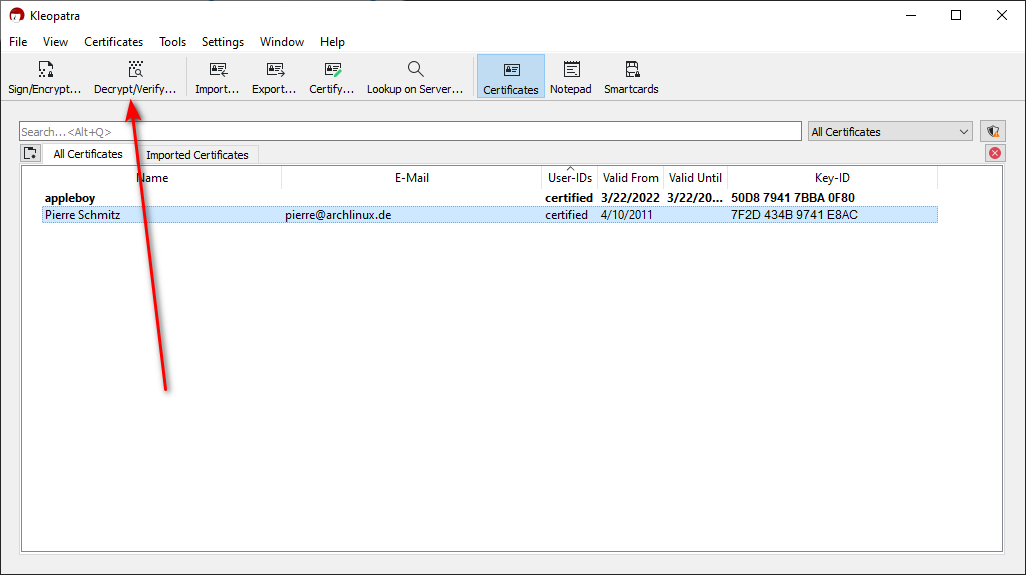 Kleopatra
File View Certificates Tools Settings Window Help
Sign/Encrypt... Decrypt/Verify... Import... Export... Certify... Lookup on Server... Certificates Notepad Smartcards
Search...<Alt+Q> All Certificates
All Certificates Imported Certificates
Name E-Mail User-IDs Valid From Valid Until Key-ID
appleboy certified 3/22/2022 3/22/20... 50D8 7941 7BBA 0F80
Pierre Schmitz pierre@archlinux.de certified 4/10/2011 7F2D 434B 9741 E8AC